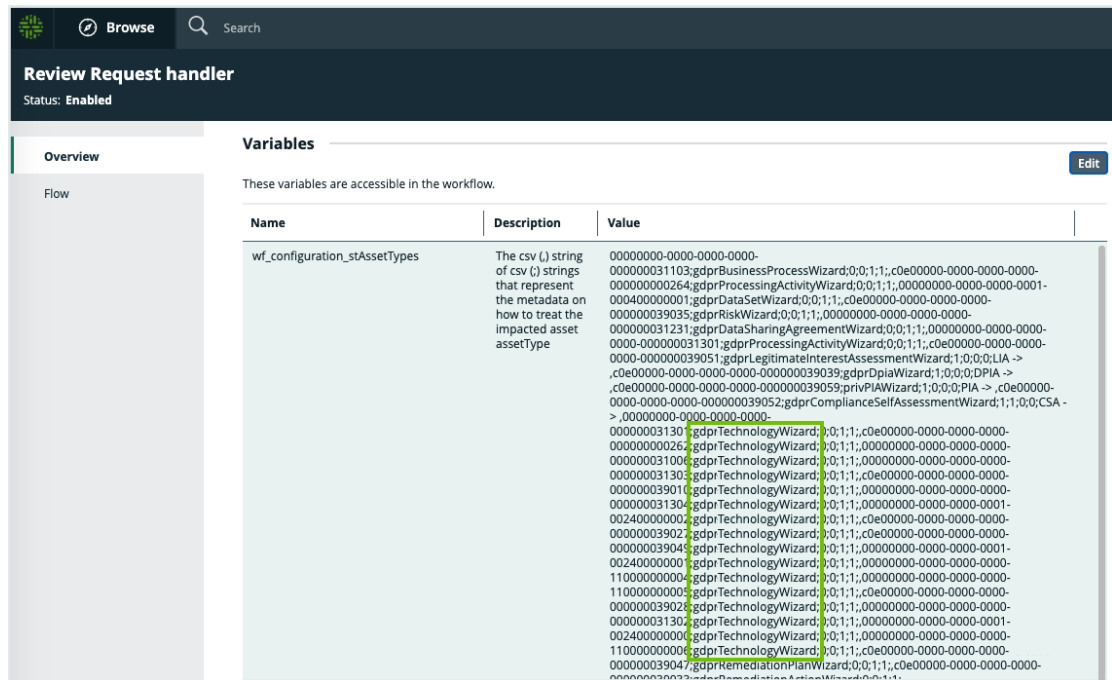 Browse
Search
Review Request handler
Status: Enabled
Overview
Flow
Variables
Edit
These variables are accessible in the workflow.
Name
Description
Value
wf_configuration_stAssetTypes
The csv (,) string
of csv (;) strings
that represent
the metadata on
how to treat the
impacted asset
assetType
00000000-0000-0000-0000-
000000031103;gdprBusinessProcessWizard;0;0;1;1;,c0e00000-0000-0000-0000-
000000000264;gdprProcessingActivityWizard;0;0;1;1;,00000000-0000-0000-0001-
000400000001;gdprDataSetWizard;0;0;1;1;,c0e00000-0000-0000-0000-
000000039035;gdprRiskWizard;0;0;1;1;,00000000-0000-0000-0000-
000000031231;gdprDataSharingAgreementWizard;0;0;1;1;,00000000-0000-0000-
0000-000000031301;gdprProcessingActivityWizard;0;0;1;1;,c0e00000-0000-0000-
0000-000000039051;gdprLegitimateInterestAssessmentWizard;1;0;0;0;LIA ->
,c0e00000-0000-0000-0000-000000039039;gdprDpiaWizard;1;0;0;0;DPIA ->
,c0e00000-0000-0000-0000-000000039059;privPIAWizard;1;0;0;0;PIA -> ,c0e00000-
0000-0000-0000-000000039052;gdprComplianceSelfAssessmentWizard;1;1;0;0;CSA -
> ,00000000-0000-0000-0000-
000000031301;gdprTechnologyWizard;0;0;1;1;,c0e00000-0000-0000-0000-
000000000262;gdprTechnologyWizard;0;0;1;1;,00000000-0000-0000-0000-
000000031006;gdprTechnologyWizard;0;0;1;1;,00000000-0000-0000-0000-
000000031303;gdprTechnologyWizard;0;0;1;1;,c0e00000-0000-0000-0000-
000000039010;gdprTechnologyWizard;0;0;1;1;,00000000-0000-0000-0000-
000000031304;gdprTechnologyWizard;0;0;1;1;,00000000-0000-0000-0001-
002400000002;gdprTechnologyWizard;0;0;1;1;,c0e00000-0000-0000-0000-
000000039027;gdprTechnologyWizard;0;0;1;1;,c0e00000-0000-0000-0000-
000000039049;gdprTechnologyWizard;0;0;1;1;,00000000-0000-0000-0001-
002400000001;gdprTechnologyWizard;0;0;1;1;,00000000-0000-0000-0000-
110000000004;gdprTechnologyWizard;0;0;1;1;,00000000-0000-0000-0000-
110000000005;gdprTechnologyWizard;0;0;1;1;,c0e00000-0000-0000-0000-
000000039028;gdprTechnologyWizard;0;0;1;1;,00000000-0000-0000-0000-
000000031302;gdprTechnologyWizard;0;0;1;1;,00000000-0000-0000-0001-
002400000000;gdprTechnologyWizard;0;0;1;1;,00000000-0000-0000-0000-
110000000006;gdprTechnologyWizard;0;0;1;1;,c0e00000-0000-0000-0000-
000000039047;gdprRemediationPlanWizard;0;0;1;1;,c0e00000-0000-0000-0000-
000000039033;gdprRemediationActionWizard;0;0;1;1;